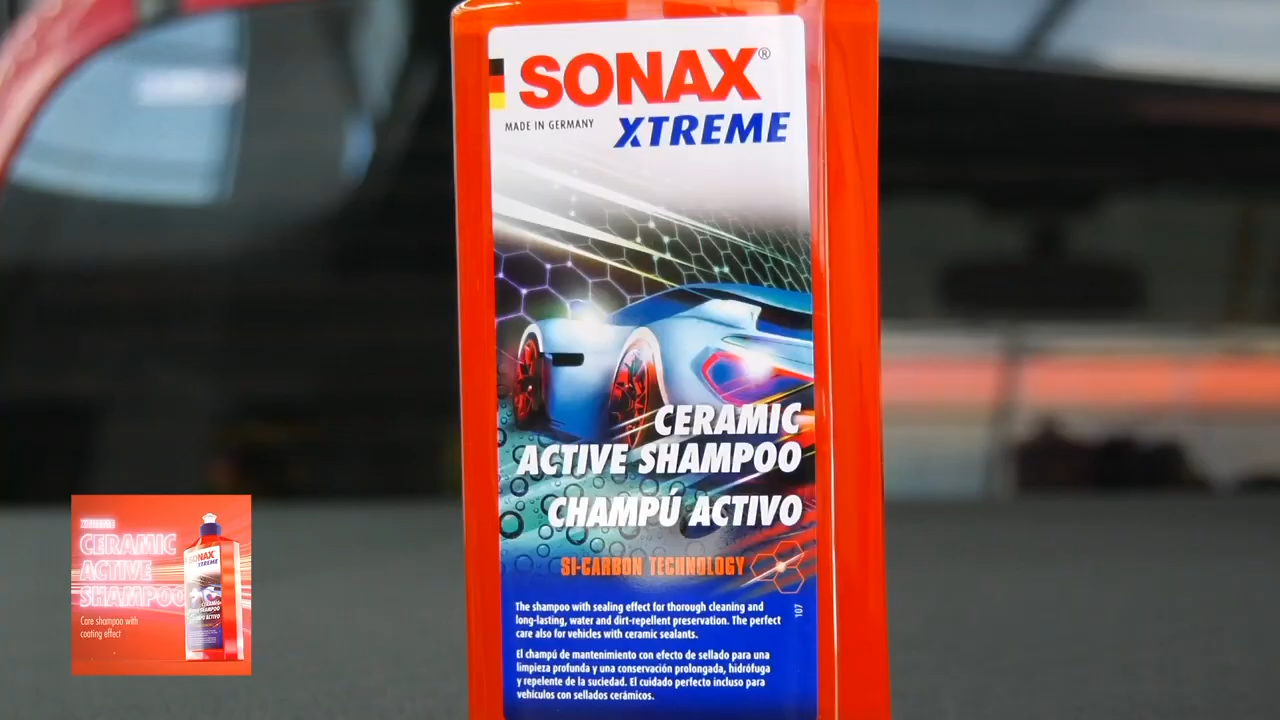 SONAX®
MADE IN GERMANY
XTREME
CERAMIC
ACTIVE SHAMPOO
CHAMPÚ ACTIVO
SI-CARBON TECHNOLOGY
The shampoo with sealing effect for thorough cleaning and
long-lasting, water and dirt-repellent preservation. The perfect
care also for vehicles with ceramic sealants.
107
El champú de mantenimiento con efecto de sellado para una
limpieza profunda y una conservación prolongada, hidrófuga
y repelente de la suciedad. El cuidado perfecto incluso para
vehículos con sellados cerámicos.
XTREME
CERAMIC
ACTIVE
SHAMPOO
Care shampoo with
coating effect
SONAX
XTREME